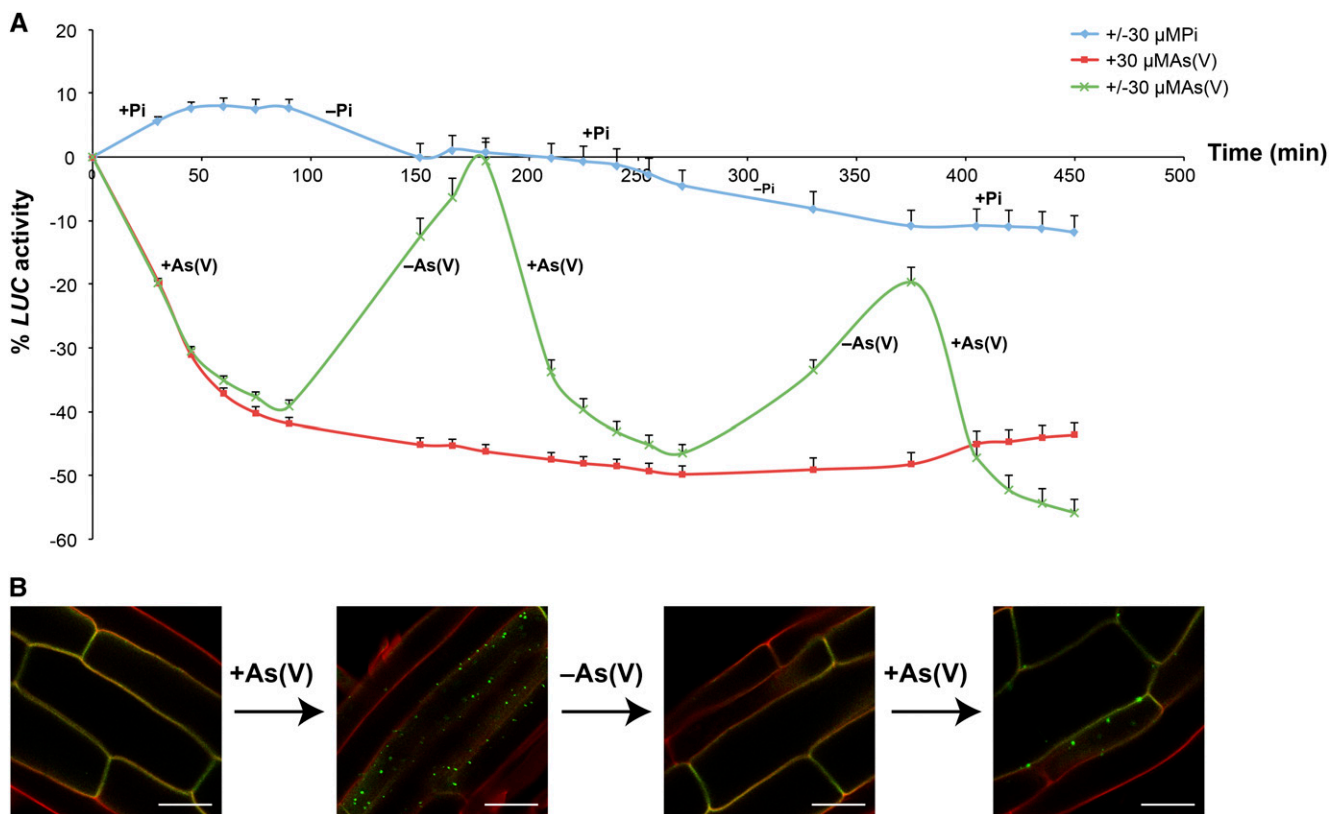 A
20
10
0
-10
-20
-30
-40
-50
-60
% LUC activity
0
50
100
150
200
250
300
350
400
450
500
Time (min)
+/-30 µMPi
+30 µMAs(V)
+/-30 µMAs(V)
+Pi
–Pi
+Pi
–Pi
+Pi
+As(V)
–As(V)
+As(V)
–As(V)
+As(V)
B
+As(V)
–As(V)
+As(V)